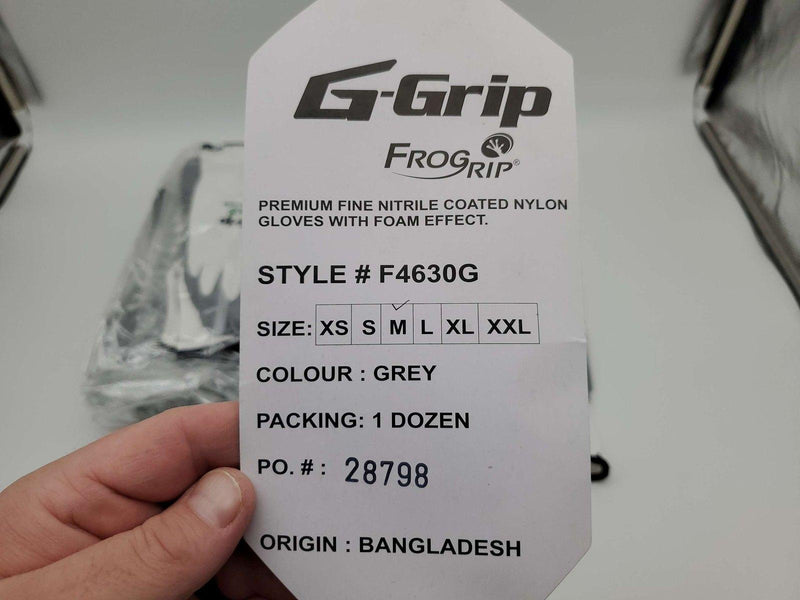 G-Grip
FROGGRIP®
PREMIUM FINE NITRILE COATED NYLON
GLOVES WITH FOAM EFFECT.
STYLE # F4630G
SIZE: XS S M L XL XXL
COLOUR : GREY
PACKING: 1 DOZEN
PO. # : 28798
ORIGIN : BANGLADESH